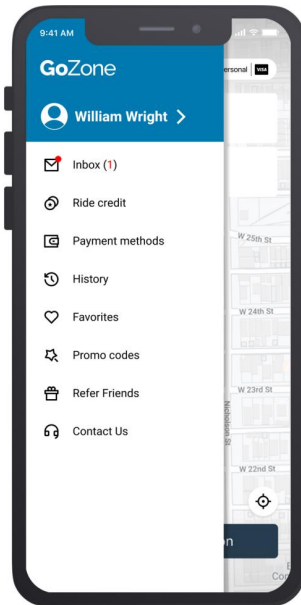 9:41 AM
GoZone
ersonal VISA
William Wright
Inbox (1)
Ride credit
Payment methods
History
Favorites
Promo codes
Refer Friends
Contact Us
W 25th St
W 24th St
W 23rd St
Nicholson St
W 22nd St
on